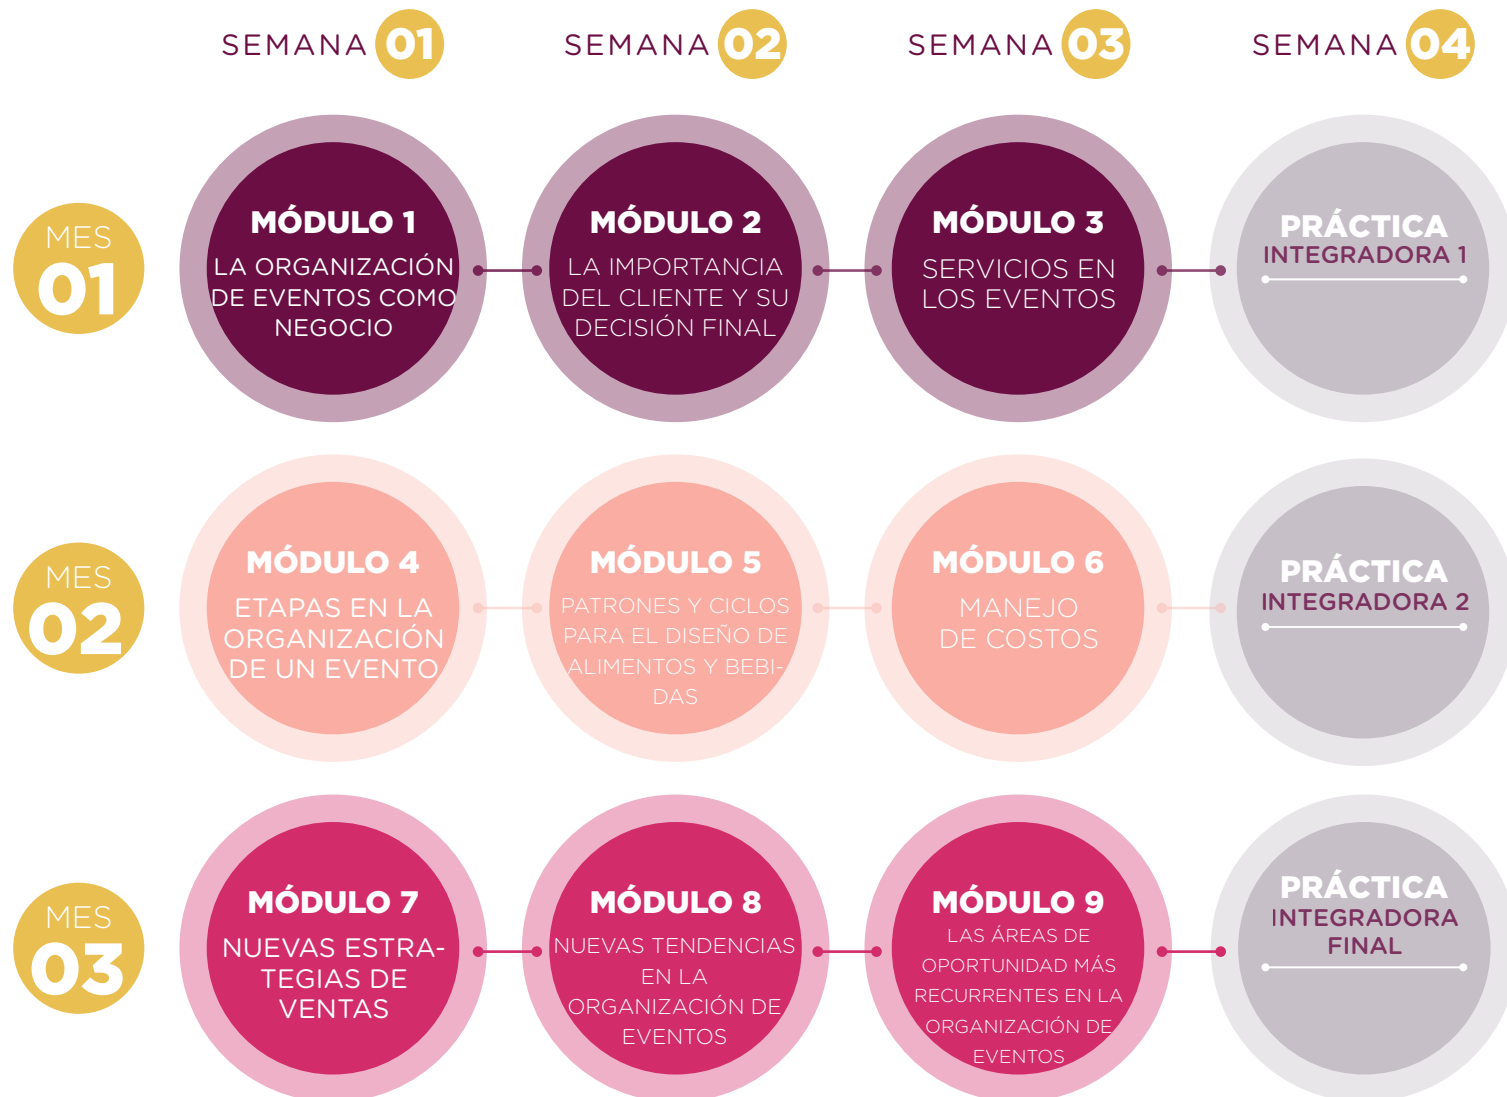 SEMANA 01
SEMANA 02
SEMANA 03
SEMANA 04
MES
01
MÓDULO 1
LA ORGANIZACIÓN
DE EVENTOS COMO
NEGOCIO
MÓDULO 2
LA IMPORTANCIA
DEL CLIENTE Y SU
DECISIÓN FINAL
MÓDULO 3
SERVICIOS EN
LOS EVENTOS
PRÁCTICA
INTEGRADORA 1
MES
02
MÓDULO 4
ETAPAS EN LA
ORGANIZACIÓN
DE UN EVENTO
MÓDULO 5
PATRONES Y CICLOS
PARA EL DISEÑO DE
ALIMENTOS Y BEBI-
DAS
MÓDULO 6
MANEJO
DE COSTOS
PRÁCTICA
INTEGRADORA 2
MES
03
MÓDULO 7
NUEVAS ESTRA-
TEGIAS DE
VENTAS
MÓDULO 8
NUEVAS TENDENCIAS
EN LA
ORGANIZACIÓN DE
EVENTOS
MÓDULO 9
LAS ÁREAS DE
OPORTUNIDAD MÁS
RECURRENTES EN LA
ORGANIZACIÓN DE
EVENTOS
PRÁCTICA
INTEGRADORA
FINAL